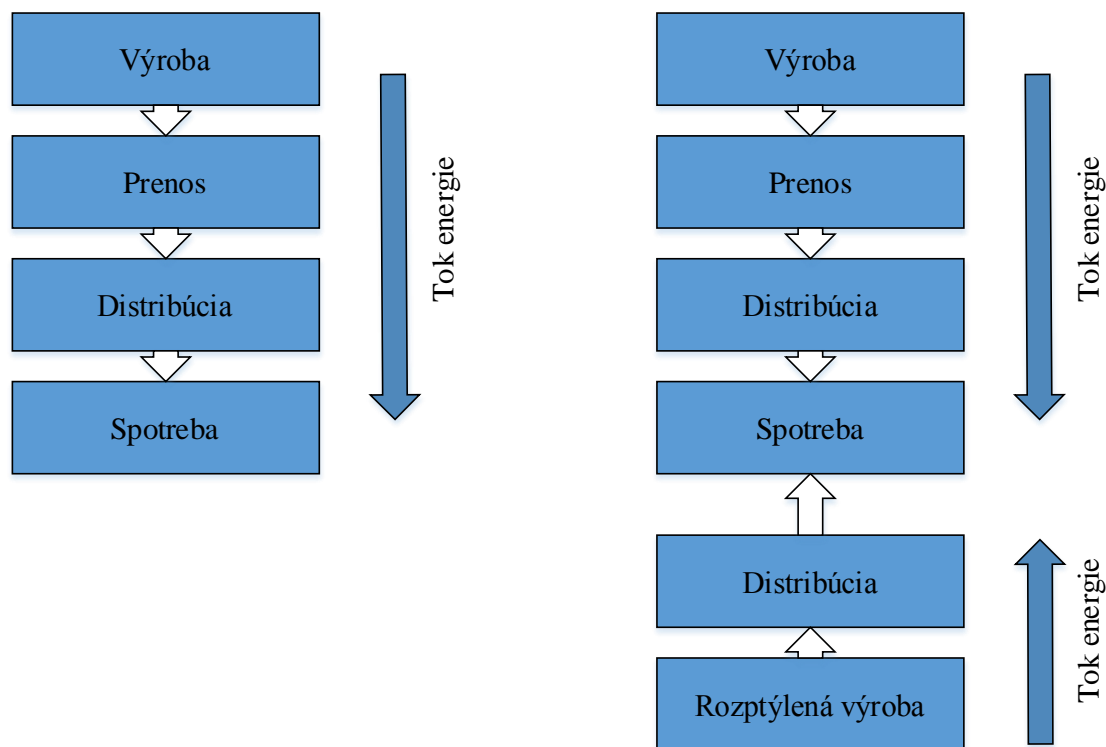 Výroba
Prenos
Distribúcia
Spotreba
Tok energie
Výroba
Prenos
Distribúcia
Spotreba
Distribúcia
Rozptýlená výroba
Tok energie
Tok energie